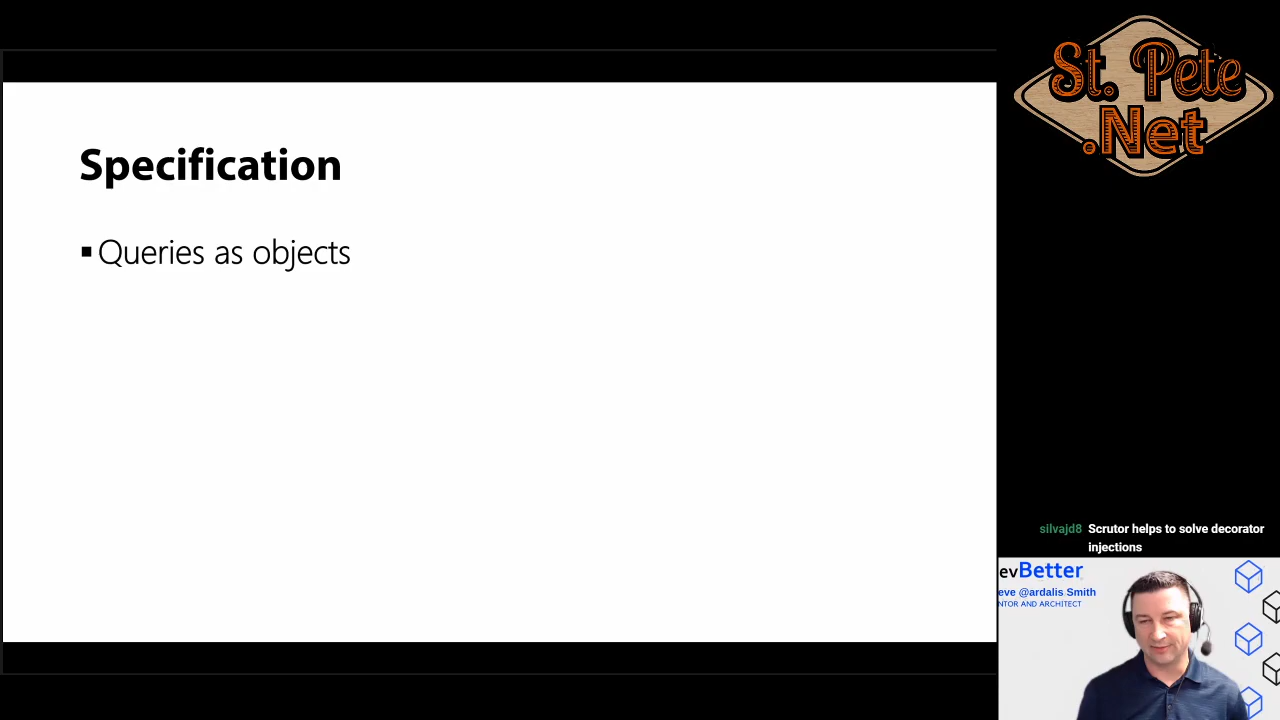 Specification
▪ Queries as objects
St. Pete
.Net
silvajd8 Scrutor helps to solve decorator
injections
evBetter
eve @ardalis Smith
NTOR AND ARCHITECT